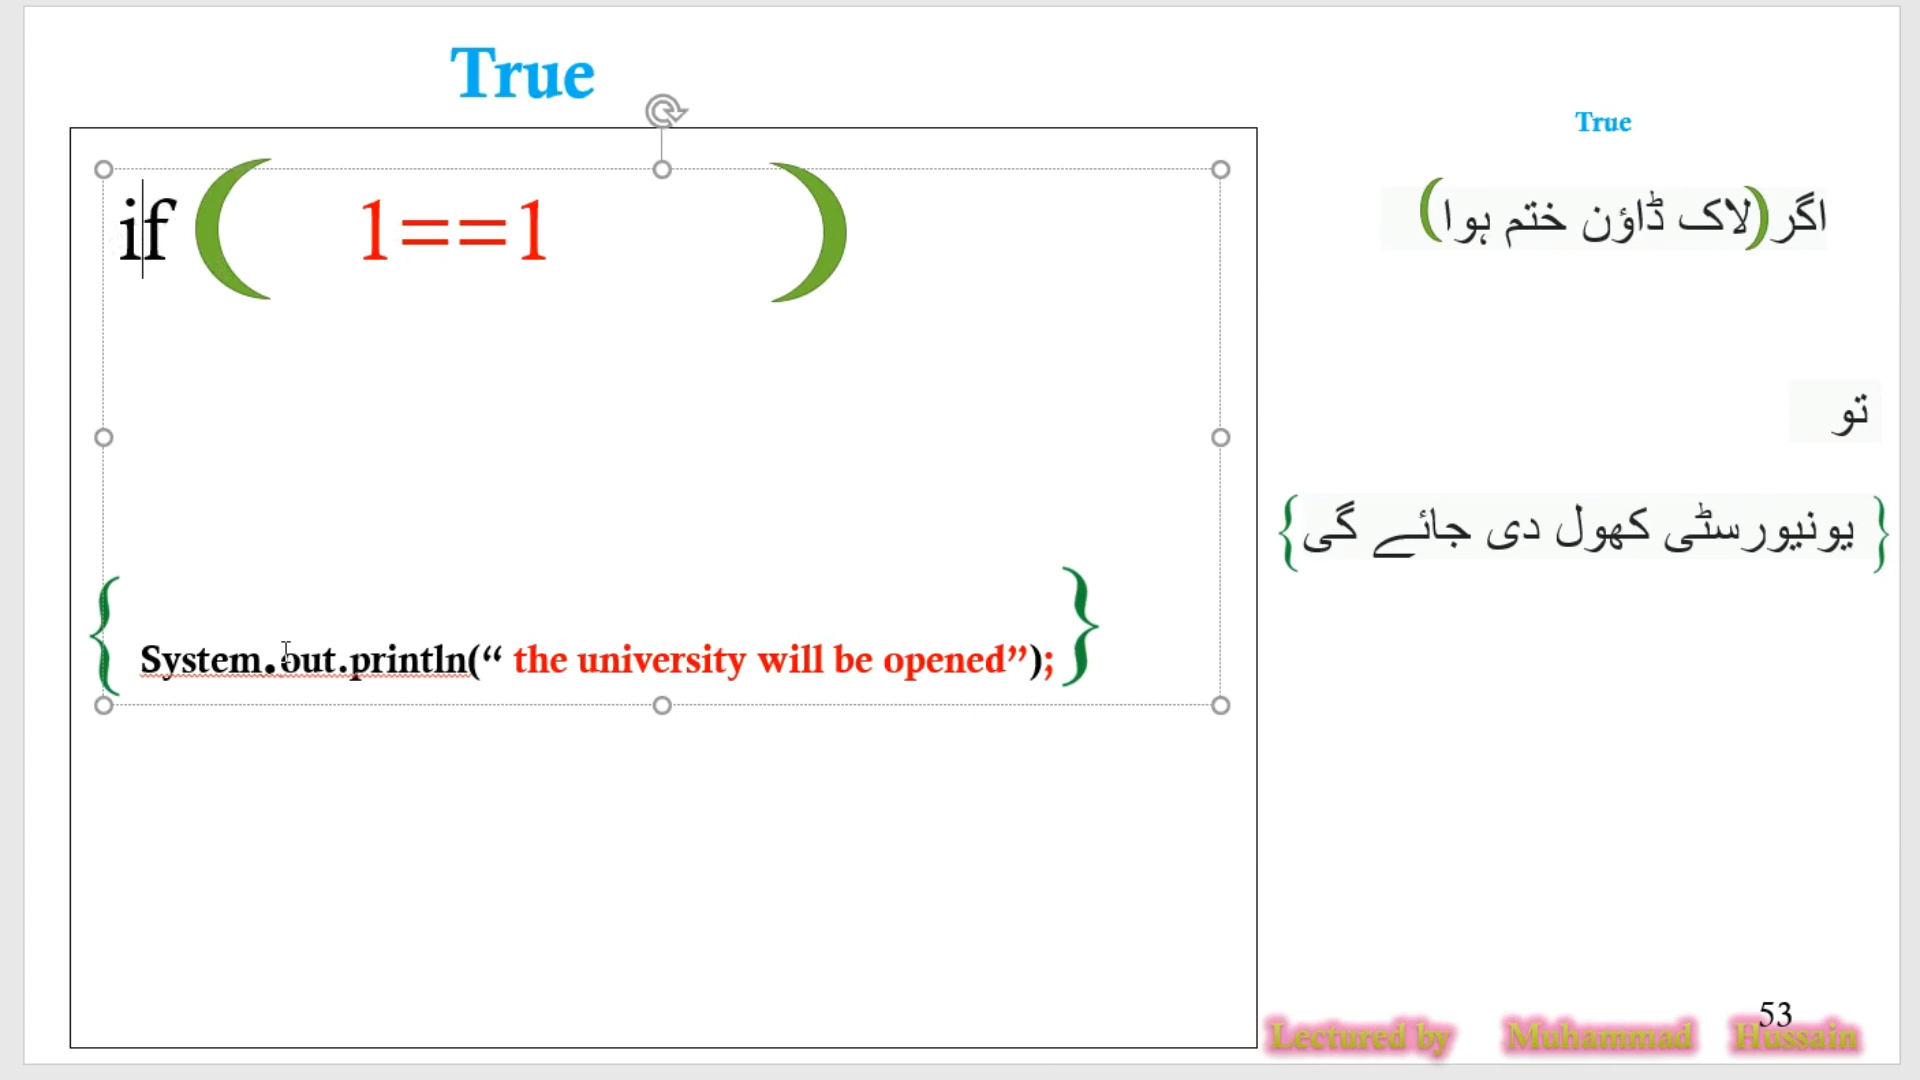 True
if ( 1==1 )
{ System.out.println(“ the university will be opened”); }
True
اگر(لاک ڈاؤن ختم ہوا)
تو
{ یونیورسٹی کھول دی جائے گی}
53
Lectured by Muhammad Hussain